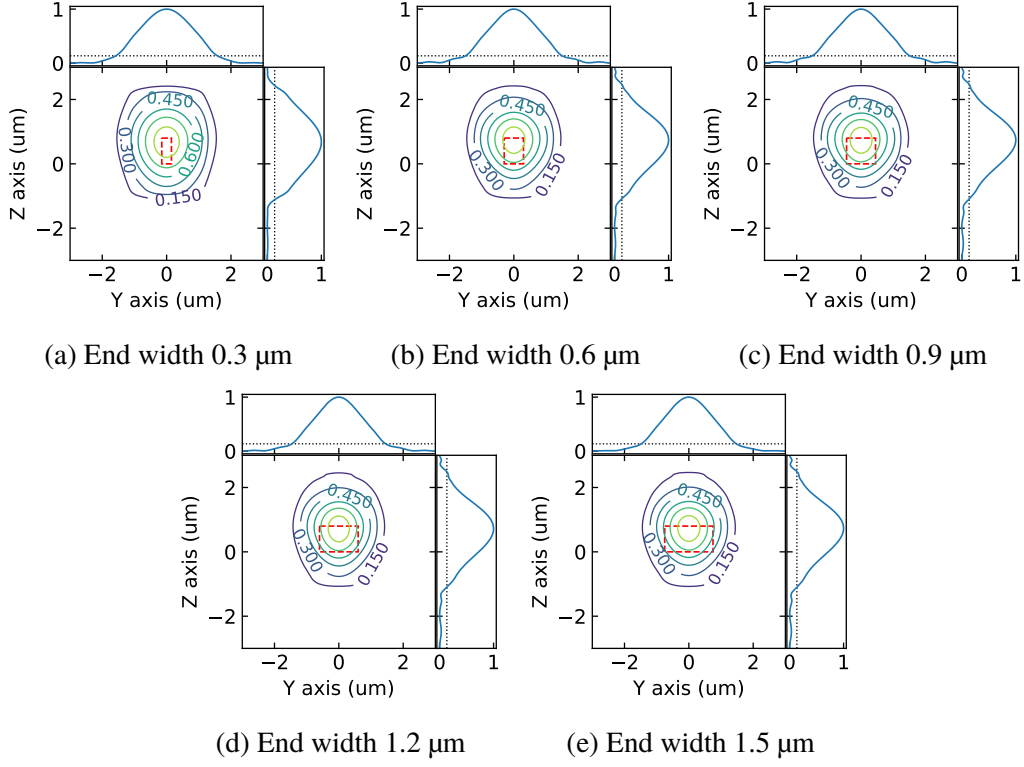 1
0
Z axis (um)
2
0
−2
0.450
0.300
0.600
0.150
−2 0 2
0 1
Y axis (um)
(a) End width 0.3 µm
1
0
Z axis (um)
2
0
−2
0.450
0.300
0.150
−2 0 2
0 1
Y axis (um)
(b) End width 0.6 µm
1
0
Z axis (um)
2
0
−2
0.450
0.300
0.150
−2 0 2
0 1
Y axis (um)
(c) End width 0.9 µm
1
0
Z axis (um)
2
0
−2
0.450
0.300
0.150
−2 0 2
0 1
Y axis (um)
(d) End width 1.2 µm
1
0
Z axis (um)
2
0
−2
0.450
0.300
0.150
−2 0 2
0 1
Y axis (um)
(e) End width 1.5 µm